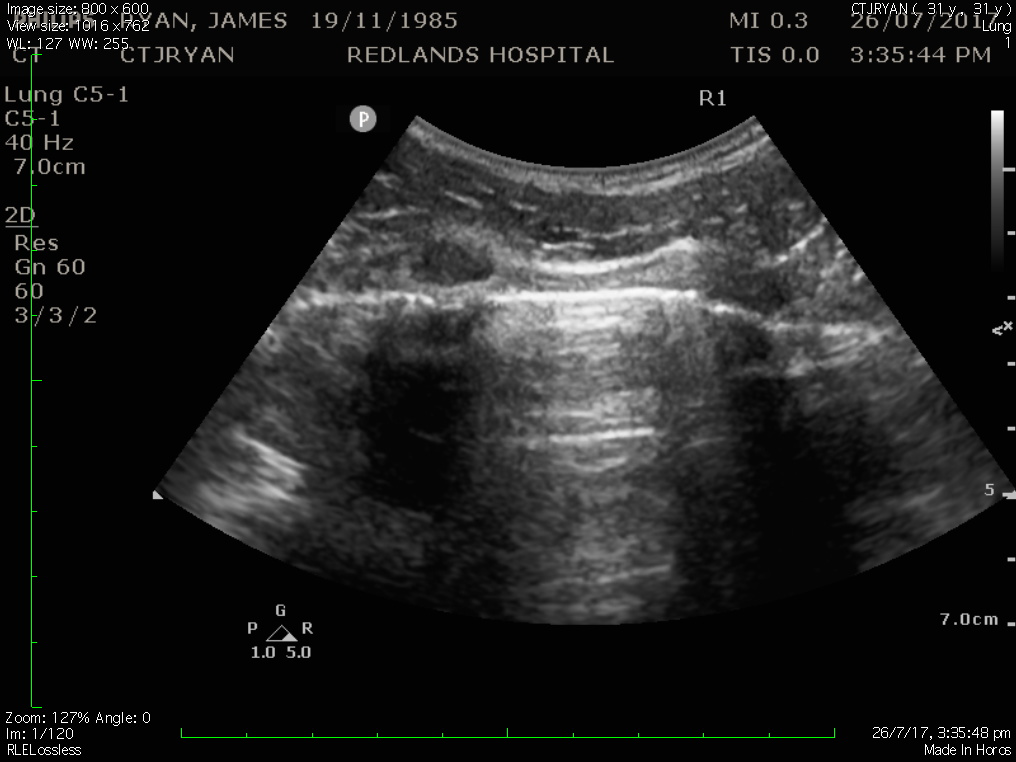 Image size: 800 x 600
View size: 1016 x 762
WL: 127 WW: 255
RYAN, JAMES 19/11/1985
MI 0.3
CTJRYAN ( , 31 y , 31 y )
Lung
1
CT
CTJRYAN
REDLANDS HOSPITAL
TIS 0.0
3:35:44 PM
Lung C5-1
C5-1
40 Hz
7.0cm
2D
Res
Gn 60
60
3/3/2
P
R1
5
7.0cm
G
P R
1.0 5.0
Zoom: 127% Angle: 0
Im: 1/120
RLELossless
26/7/17, 3:35:48 pm
Made In Horos